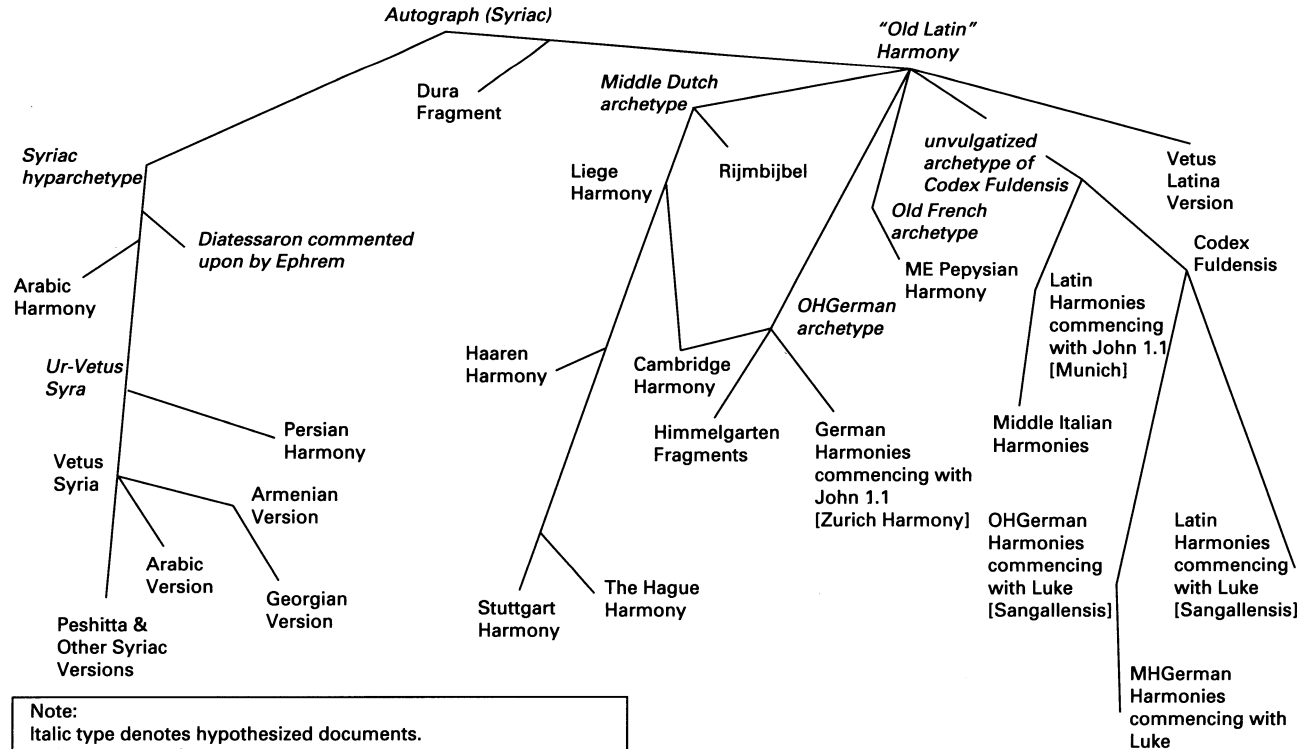 Autograph (Syriac)
"Old Latin"
Harmony
Dura
Fragment
Middle Dutch
archetype
Syriac
hyparchetype
Liege
Harmony
Rijmbijbel
unvulgatized
archetype of
Codex Fuldensis
Vetus
Latina
Version
Old French
archetype
Diatessaron commented
upon by Ephrem
Codex
Fuldensis
Arabic
Harmony
ME Pepysian
Harmony
Latin
Harmonies
commencing
with John 1.1
[Munich]
OHGerman
archetype
Ur-Vetus
Syra
Haaren
Harmony
Cambridge
Harmony
Persian
Harmony
Himmelgarten
Fragments
German
Harmonies
commencing with
John 1.1
[Zurich Harmony]
Middle Italian
Harmonies
Vetus
Syria
Armenian
Version
Arabic
Version
Georgian
Version
OHGerman
Harmonies
commencing
with Luke
[Sangallensis]
Latin
Harmonies
commencing
with Luke
[Sangallensis]
Stuttgart
Harmony
The Hague
Harmony
Peshitta &
Other Syriac
Versions
MHGerman
Harmonies
commencing with
Luke
Note:
Italic type denotes hypothesized documents.